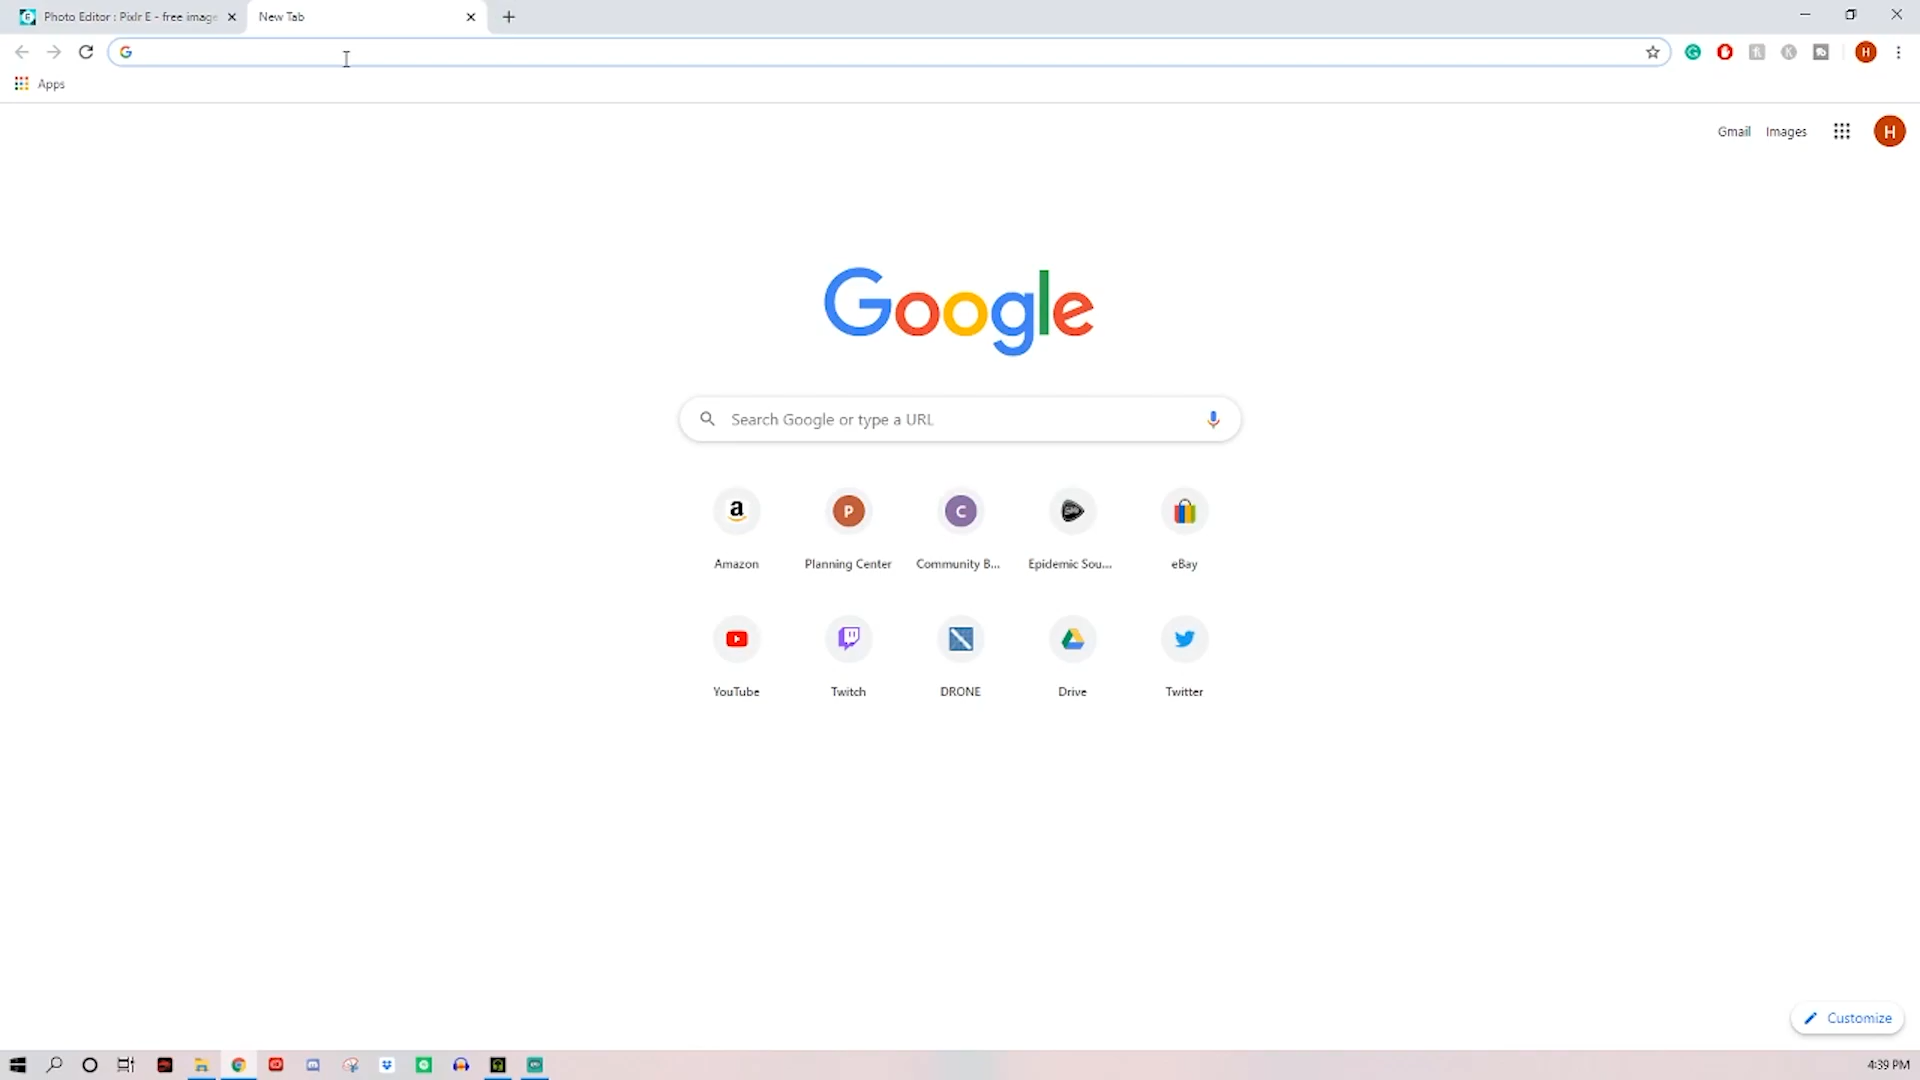 Photo Editor : Pixlr E - free image
New Tab
Apps
Gmail Images
H
Google
Search Google or type a URL
Amazon
Planning Center
Community B...
Epidemic Sou...
eBay
YouTube
Twitch
DRONE
Drive
Twitter
Customize
4:39 PM